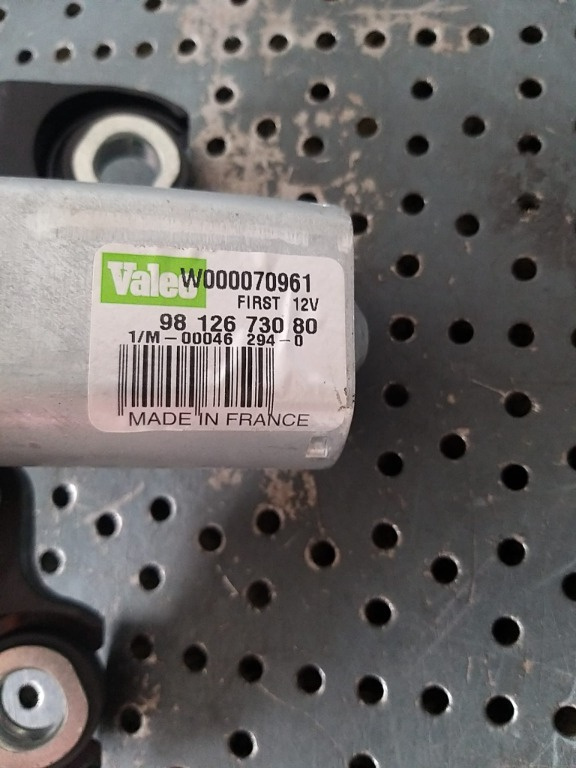 Valeo W000070961
FIRST 12V
98 126 730 80
1/M-00046 294-0
MADE IN FRANCE